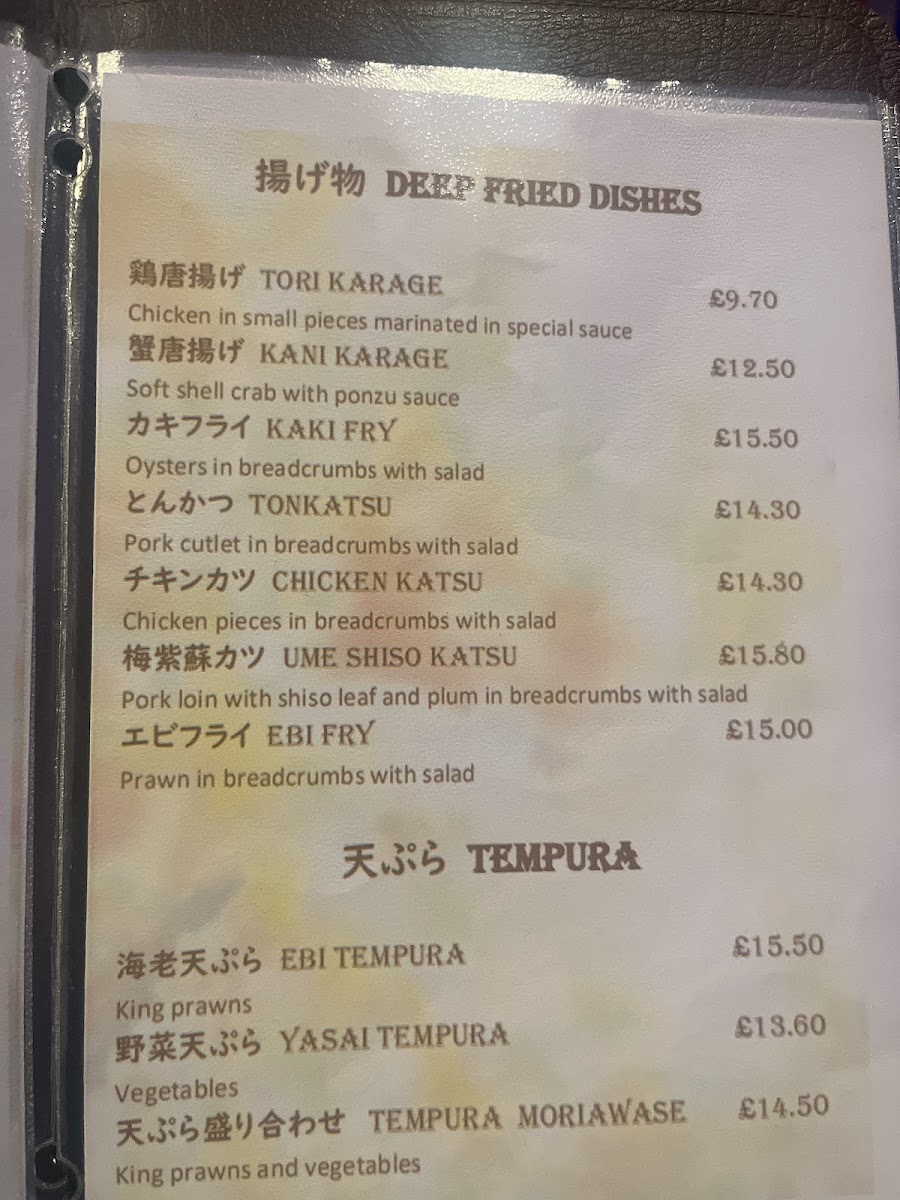 揚げ物 DEEP FRIED DISHES
鶏唐揚げ TORI KARAGE £9.70
Chicken in small pieces marinated in special sauce
蟹唐揚げ KANI KARAGE £12.50
Soft shell crab with ponzu sauce
カキフライ KAKI FRY £15.50
Oysters in breadcrumbs with salad
とんかつ TONKATSU £14.30
Pork cutlet in breadcrumbs with salad
チキンカツ CHICKEN KATSU £14.30
Chicken pieces in breadcrumbs with salad
梅紫蘇カツ UME SHISO KATSU £15.80
Pork loin with shiso leaf and plum in breadcrumbs with salad
エビフライ EBI FRY £15.00
Prawn in breadcrumbs with salad
天ぷら TEMPURA
海老天ぷら EBI TEMPURA £15.50
King prawns
野菜天ぷら YASAI TEMPURA £13.60
Vegetables
天ぷら盛り合わせ TEMPURA MORIAWASE £14.50
King prawns and vegetables